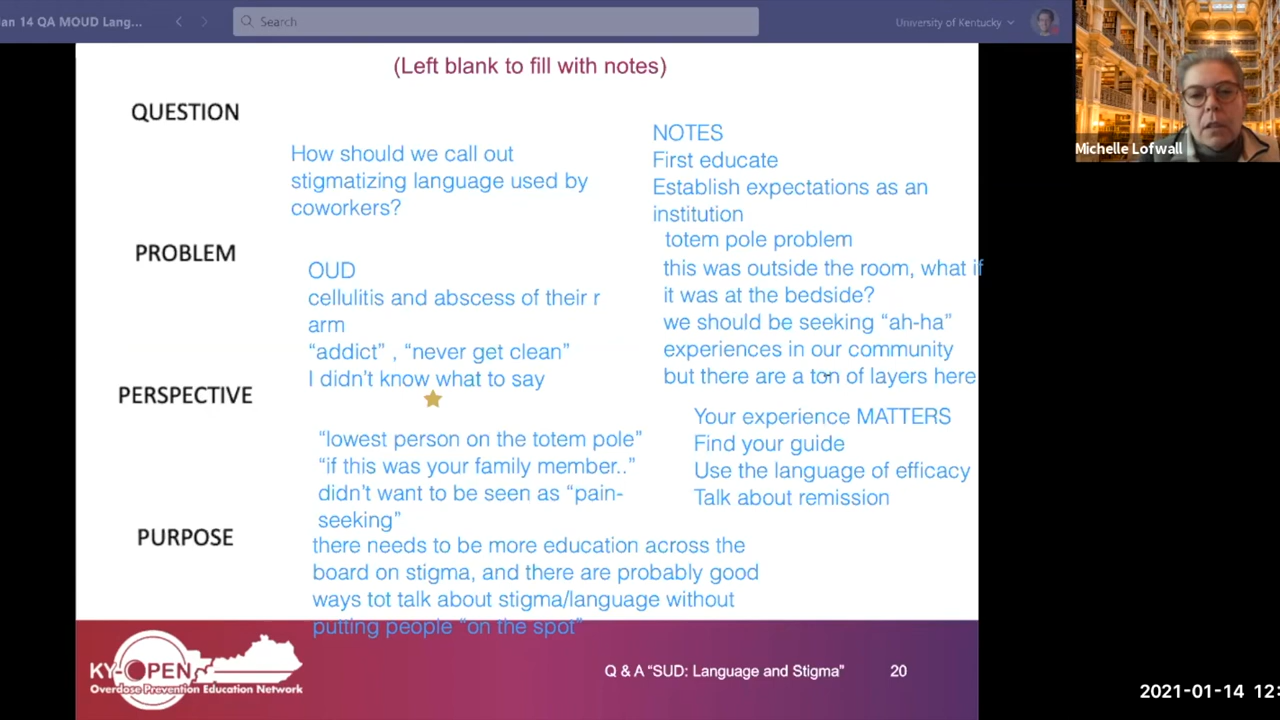 an 14 QA MOUD Lang...
Search
University of Kentucky
(Left blank to fill with notes)
QUESTION
How should we call out
stigmatizing language used by
coworkers?
NOTES
First educate
Establish expectations as an
institution
totem pole problem
this was outside the room, what if
it was at the bedside?
we should be seeking “ah-ha”
experiences in our community
but there are a ton of layers here
PROBLEM
OUD
cellulitis and abscess of their r
arm
“addict” , “never get clean”
I didn’t know what to say
PERSPECTIVE
“lowest person on the totem pole”
“if this was your family member..”
didn’t want to be seen as “pain-
seeking”
Your experience MATTERS
Find your guide
Use the language of efficacy
Talk about remission
PURPOSE
there needs to be more education across the
board on stigma, and there are probably good
ways tot talk about stigma/language without
putting people “on the spot”
KY-OPEN
Overdose Prevention Education Network
Q & A “SUD: Language and Stigma”
20
Michelle Lofwall
2021-01-14 12: